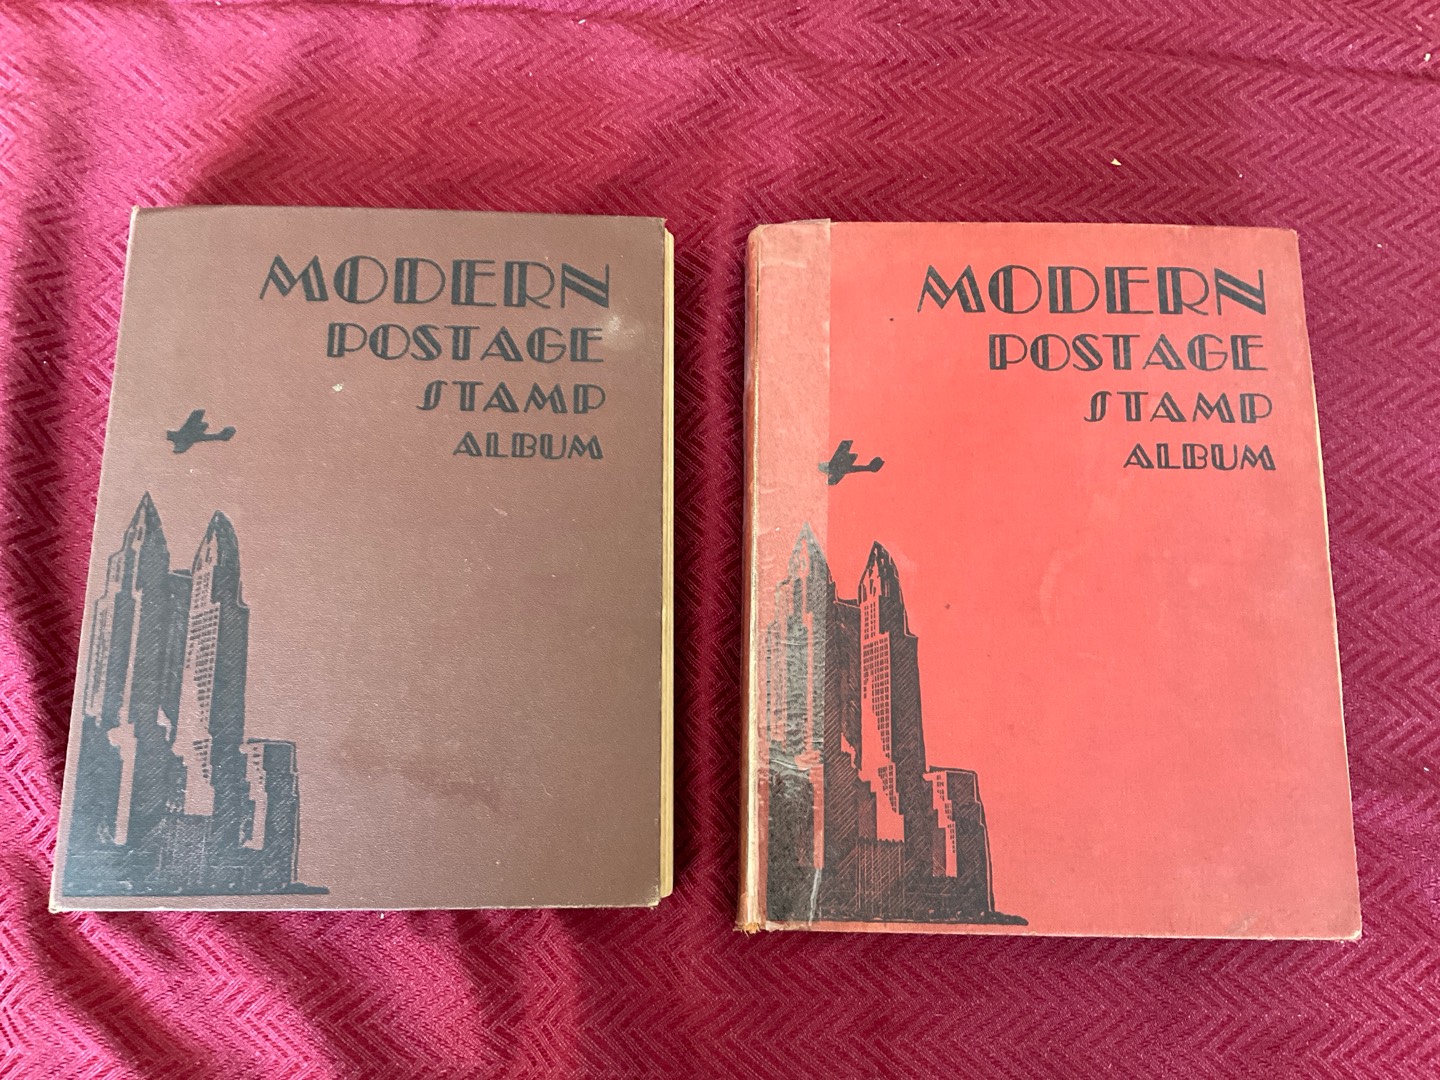 MODERN
POSTAGE
STAMP
ALBUM
MODERN
POSTAGE
STAMP
ALBUM